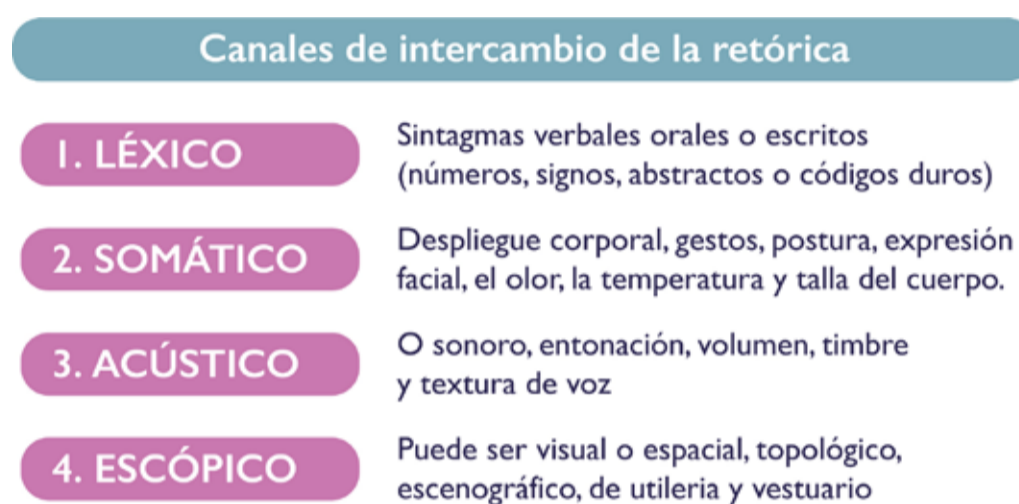 Canales de intercambio de la retórica
1. LÉXICO
Sintagmas verbales orales o escritos
(números, signos, abstractos o códigos duros)
2. SOMÁTICO
Despliegue corporal, gestos, postura, expresión
facial, el olor, la temperatura y talla del cuerpo.
3. ACÚSTICO
O sonoro, entonación, volumen, timbre
y textura de voz
4. ESCÓPICO
Puede ser visual o espacial, topológico,
escenográfico, de utileria y vestuario